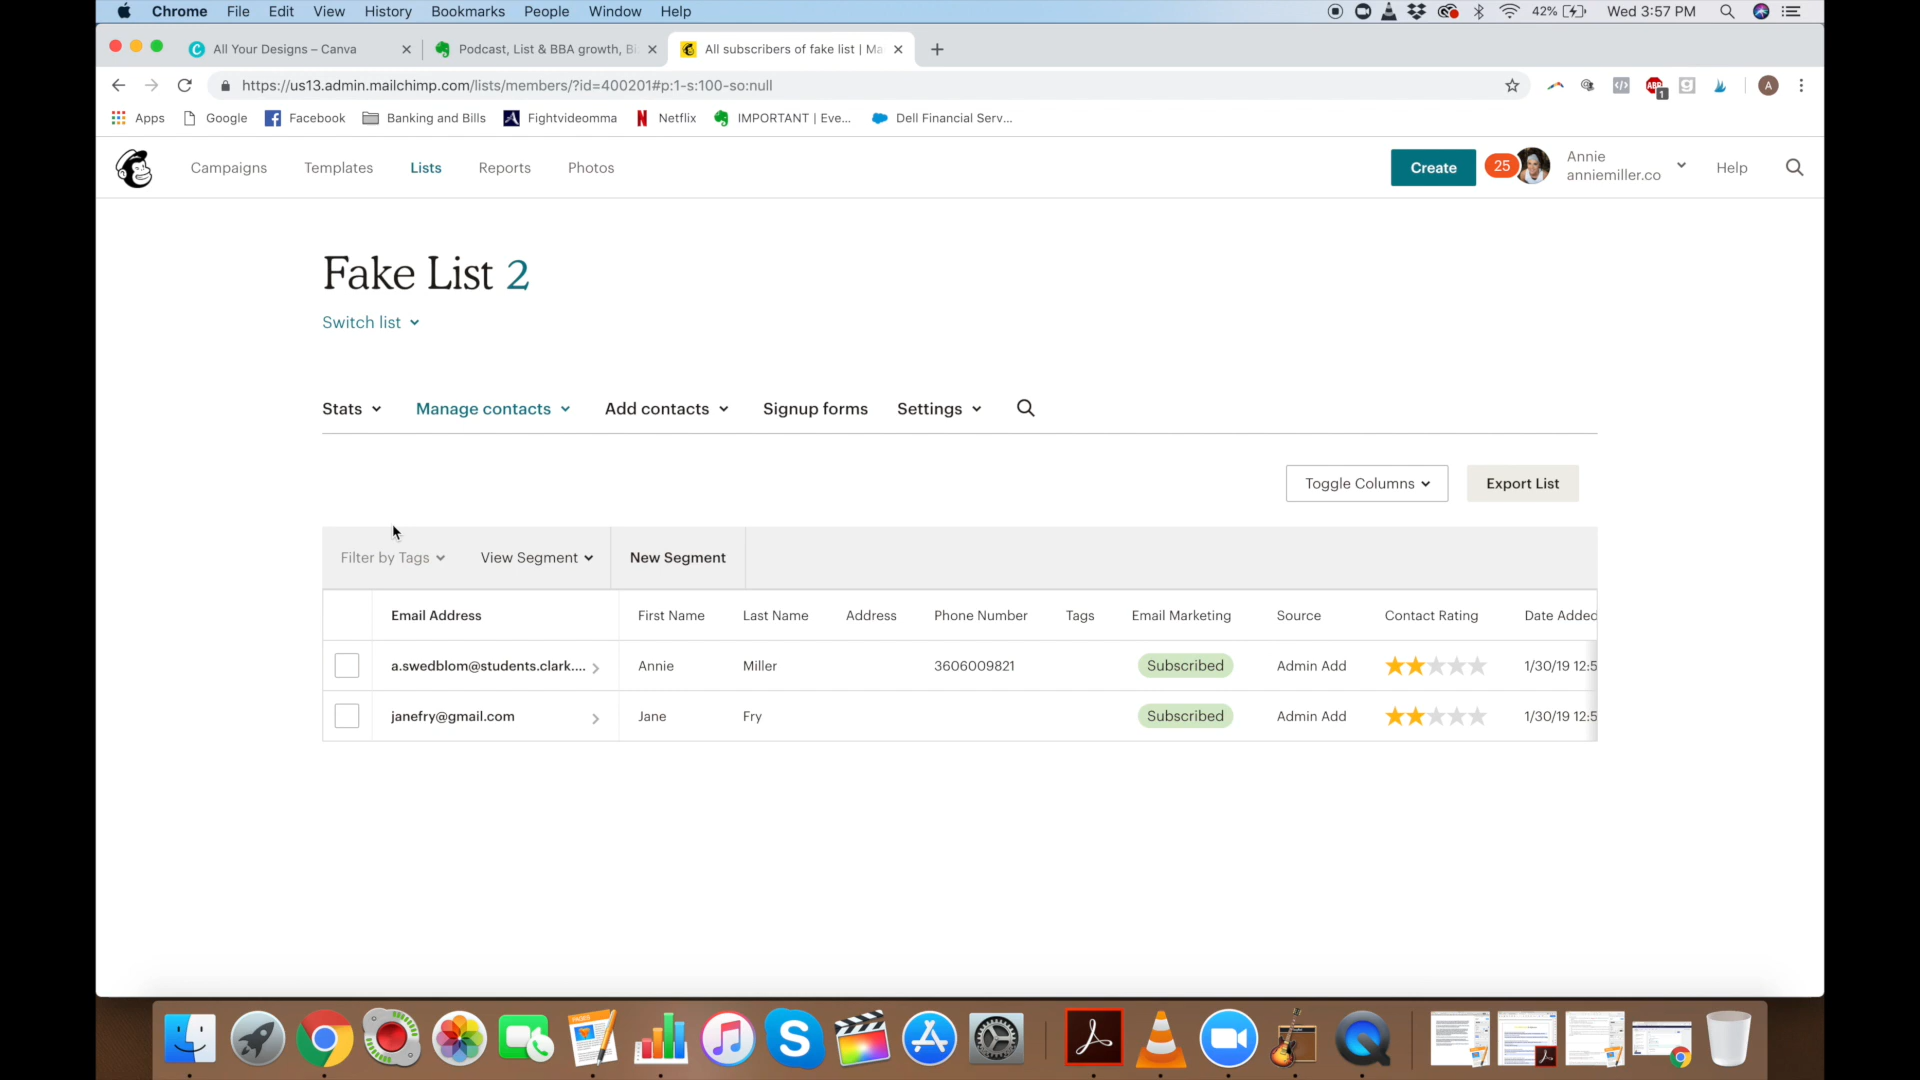 Chrome File Edit View History Bookmarks People Window Help 42% Wed 3:57 PM
All Your Designs – Canva
Podcast, List & BBA growth, B
All subscribers of fake list | Ma
https://us13.admin.mailchimp.com/lists/members/?id=400201#p:1-s:100-so:null
ABP 1 A
Apps Google Facebook Banking and Bills Fightvideomma Netflix IMPORTANT | Eve... Dell Financial Serv...
Campaigns Templates Lists Reports Photos Create 25 Annie Help
anniemiller.co
Fake List 2
Switch list
Stats Manage contacts Add contacts Signup forms Settings
Toggle Columns Export List
Filter by Tags View Segment New Segment
Email Address First Name Last Name Address Phone Number Tags Email Marketing Source Contact Rating Date Added
a.swedblom@students.clark.... Annie Miller 3606009821 Subscribed Admin Add 1/30/19 12:5
janefry@gmail.com Jane Fry Subscribed Admin Add 1/30/19 12:5